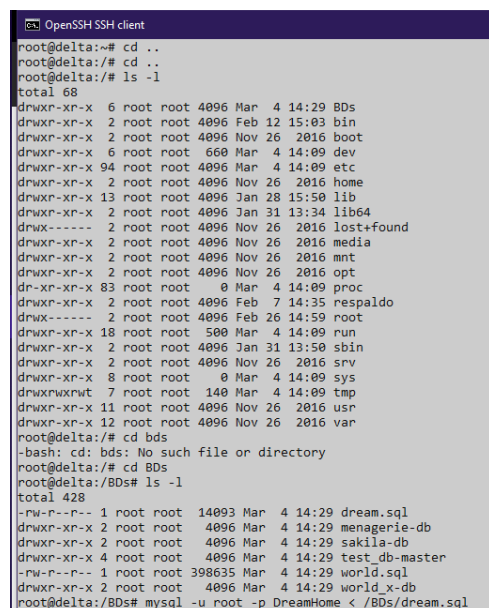 OpenSSH SSH client
root@delta:~# cd ..
root@delta:/# cd ..
root@delta:/# ls -l
total 68
drwxr-xr-x  6 root root 4096 Mar  4 14:29 BDs
drwxr-xr-x  2 root root 4096 Feb 12 15:03 bin
drwxr-xr-x  2 root root 4096 Nov 26  2016 boot
drwxr-xr-x  6 root root  660 Mar  4 14:09 dev
drwxr-xr-x 94 root root 4096 Mar  4 14:09 etc
drwxr-xr-x  2 root root 4096 Nov 26  2016 home
drwxr-xr-x 13 root root 4096 Jan 28 15:50 lib
drwxr-xr-x  2 root root 4096 Jan 31 13:34 lib64
drwx------  2 root root 4096 Nov 26  2016 lost+found
drwxr-xr-x  2 root root 4096 Nov 26  2016 media
drwxr-xr-x  2 root root 4096 Nov 26  2016 mnt
drwxr-xr-x  2 root root 4096 Nov 26  2016 opt
dr-xr-xr-x 83 root root    0 Mar  4 14:09 proc
drwxr-xr-x  2 root root 4096 Feb  7 14:35 respaldo
drwx------  2 root root 4096 Feb 26 14:59 root
drwxr-xr-x 18 root root  500 Mar  4 14:09 run
drwxr-xr-x  2 root root 4096 Jan 31 13:50 sbin
drwxr-xr-x  2 root root 4096 Nov 26  2016 srv
drwxr-xr-x  8 root root    0 Mar  4 14:09 sys
drwxrwxrwt  7 root root  140 Mar  4 14:09 tmp
drwxr-xr-x 11 root root 4096 Nov 26  2016 usr
drwxr-xr-x 12 root root 4096 Nov 26  2016 var
root@delta:/# cd bds
-bash: cd: bds: No such file or directory
root@delta:/# cd BDs
root@delta:/BDs# ls -l
total 428
-rw-r--r-- 1 root root  14093 Mar  4 14:29 dream.sql
drwxr-xr-x 2 root root   4096 Mar  4 14:29 menagerie-db
drwxr-xr-x 2 root root   4096 Mar  4 14:29 sakila-db
drwxr-xr-x 4 root root   4096 Mar  4 14:29 test_db-master
-rw-r--r-- 1 root root 398635 Mar  4 14:29 world.sql
drwxr-xr-x 2 root root   4096 Mar  4 14:29 world_x-db
root@delta:/BDs# mysql -u root -p DreamHome < /BDs/dream.sql